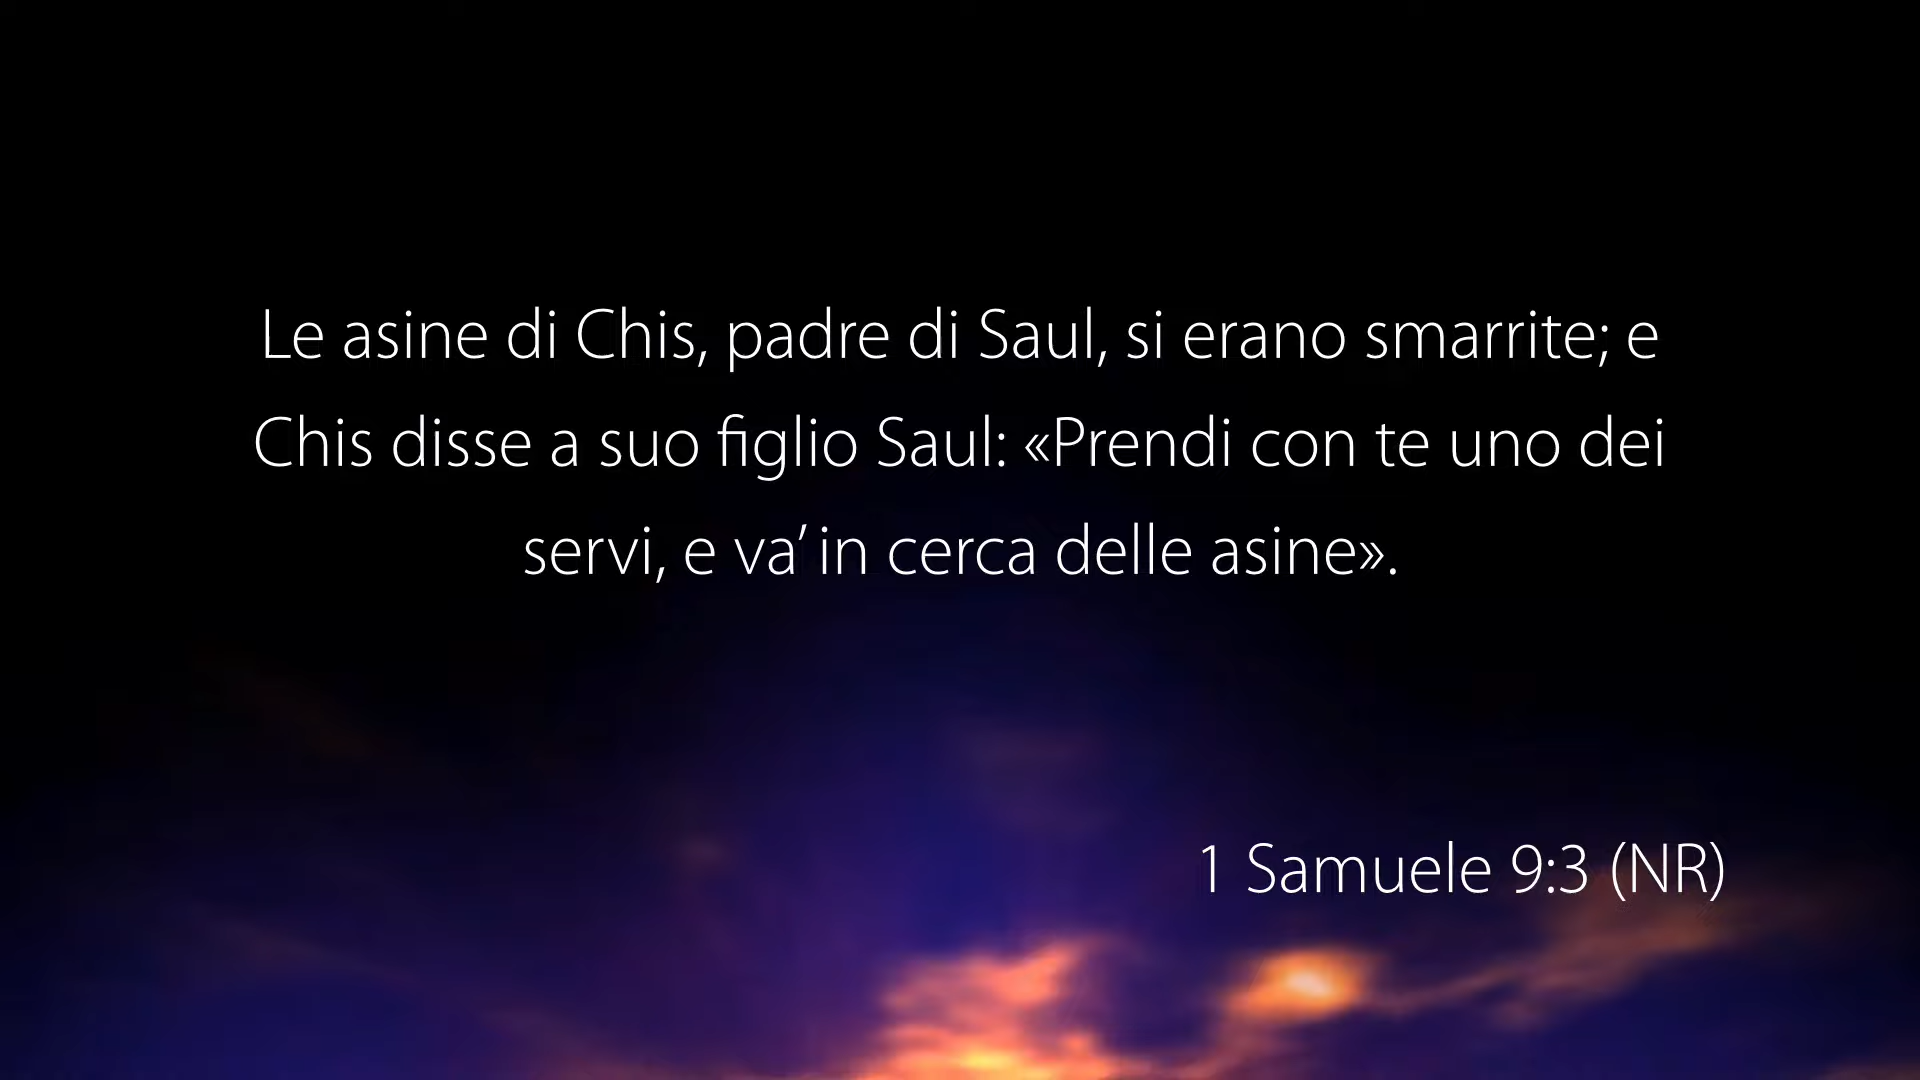 Le asine di Chis, padre di Saul, si erano smarrite; e
Chis disse a suo figlio Saul: «Prendi con te uno dei
servi, e va’ in cerca delle asine».
1 Samuele 9:3 (NR)